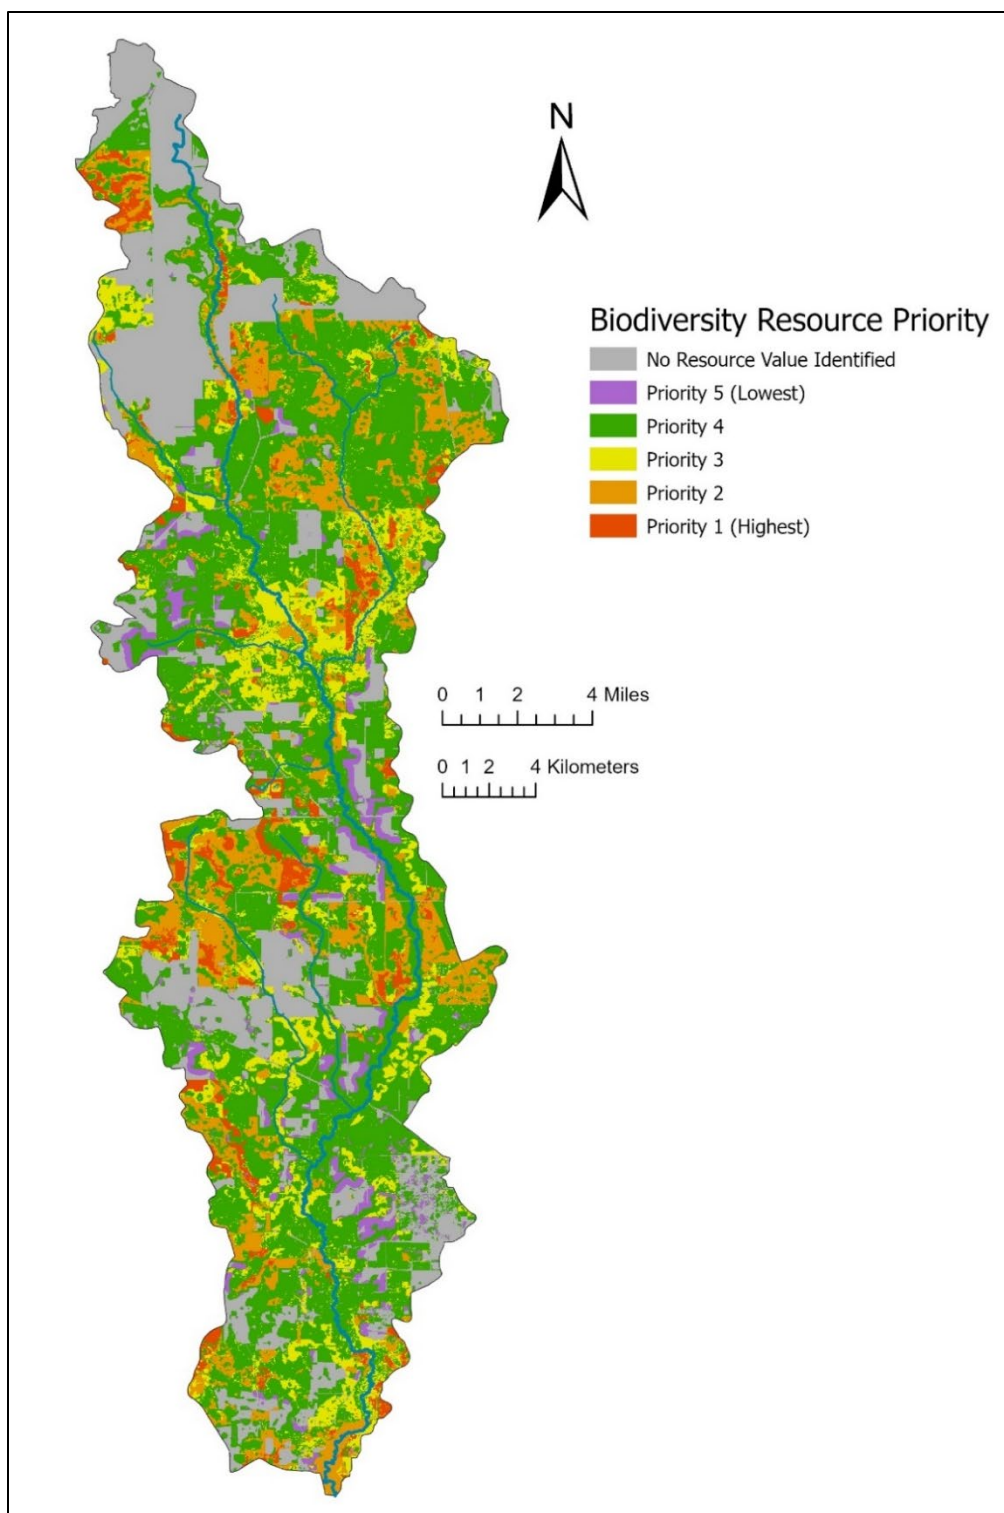 N
Biodiversity Resource Priority
No Resource Value Identified
Priority 5 (Lowest)
Priority 4
Priority 3
Priority 2
Priority 1 (Highest)
0 1 2 4 Miles
0 1 2 4 Kilometers